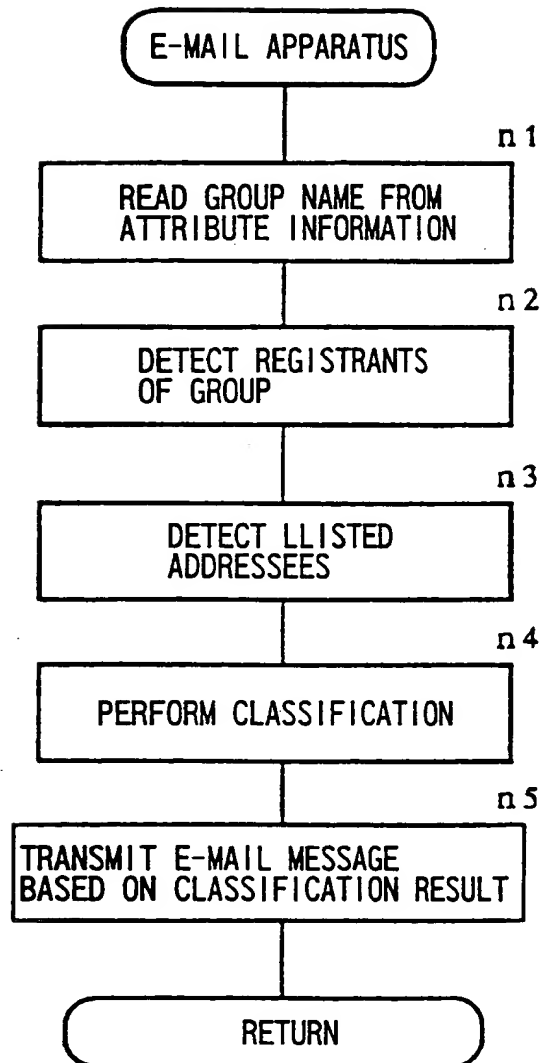 E-MAIL APPARATUS
n1
READ GROUP NAME FROM
ATTRIBUTE INFORMATION
n2
DETECT REGISTRANTS
OF GROUP
n3
DETECT LLISTED
ADDRESSEES
n4
PERFORM CLASSIFICATION
n5
TRANSMIT E-MAIL MESSAGE
BASED ON CLASSIFICATION RESULT
RETURN